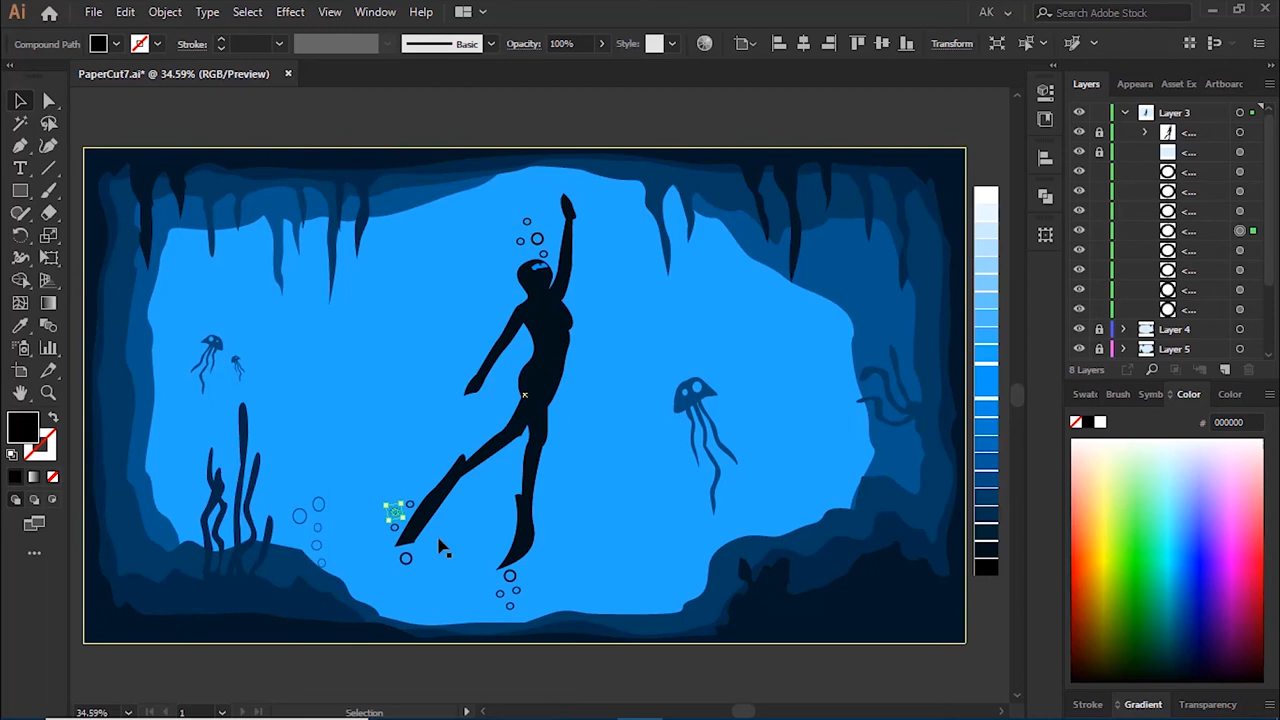 Ai File Edit Object Type Select Effect View Window Help AK Search Adobe Stock
Compound Path Stroke: Basic Opacity: 100% Style: Transform
PaperCut7.ai* @ 34.59% (RGB/Preview)
Layers Appeara Asset Ex Artboarc
Layer 3
<...
<...
<...
<...
<...
<...
<...
<...
<...
<...
Layer 4
Layer 5
8 Layers
Swatc Brush Symb Color Color
# 000000
34.59% 1 Selection
Stroke Gradient Transparency